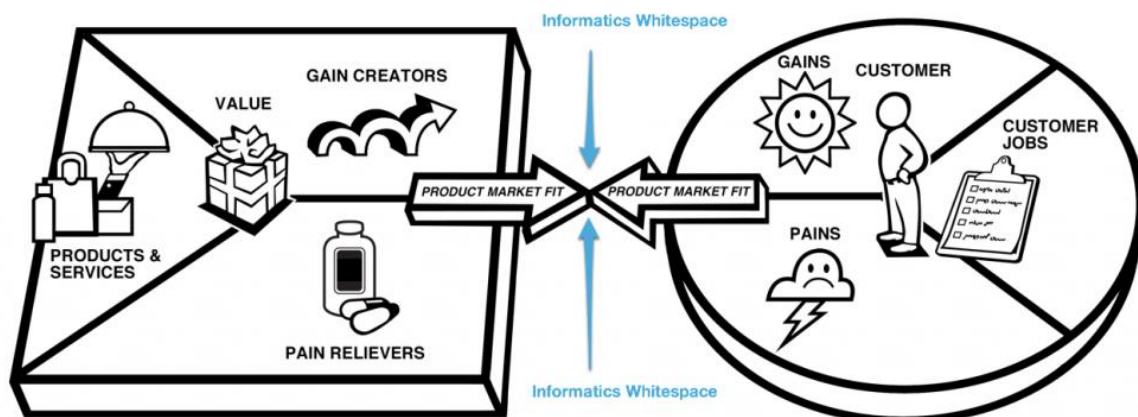 Informatics Whitespace
GAIN CREATORS
VALUE
PRODUCTS &
SERVICES
PAIN RELIEVERS
PRODUCT MARKET FIT
PRODUCT MARKET FIT
GAINS
CUSTOMER
CUSTOMER
JOBS
PAINS
Informatics Whitespace